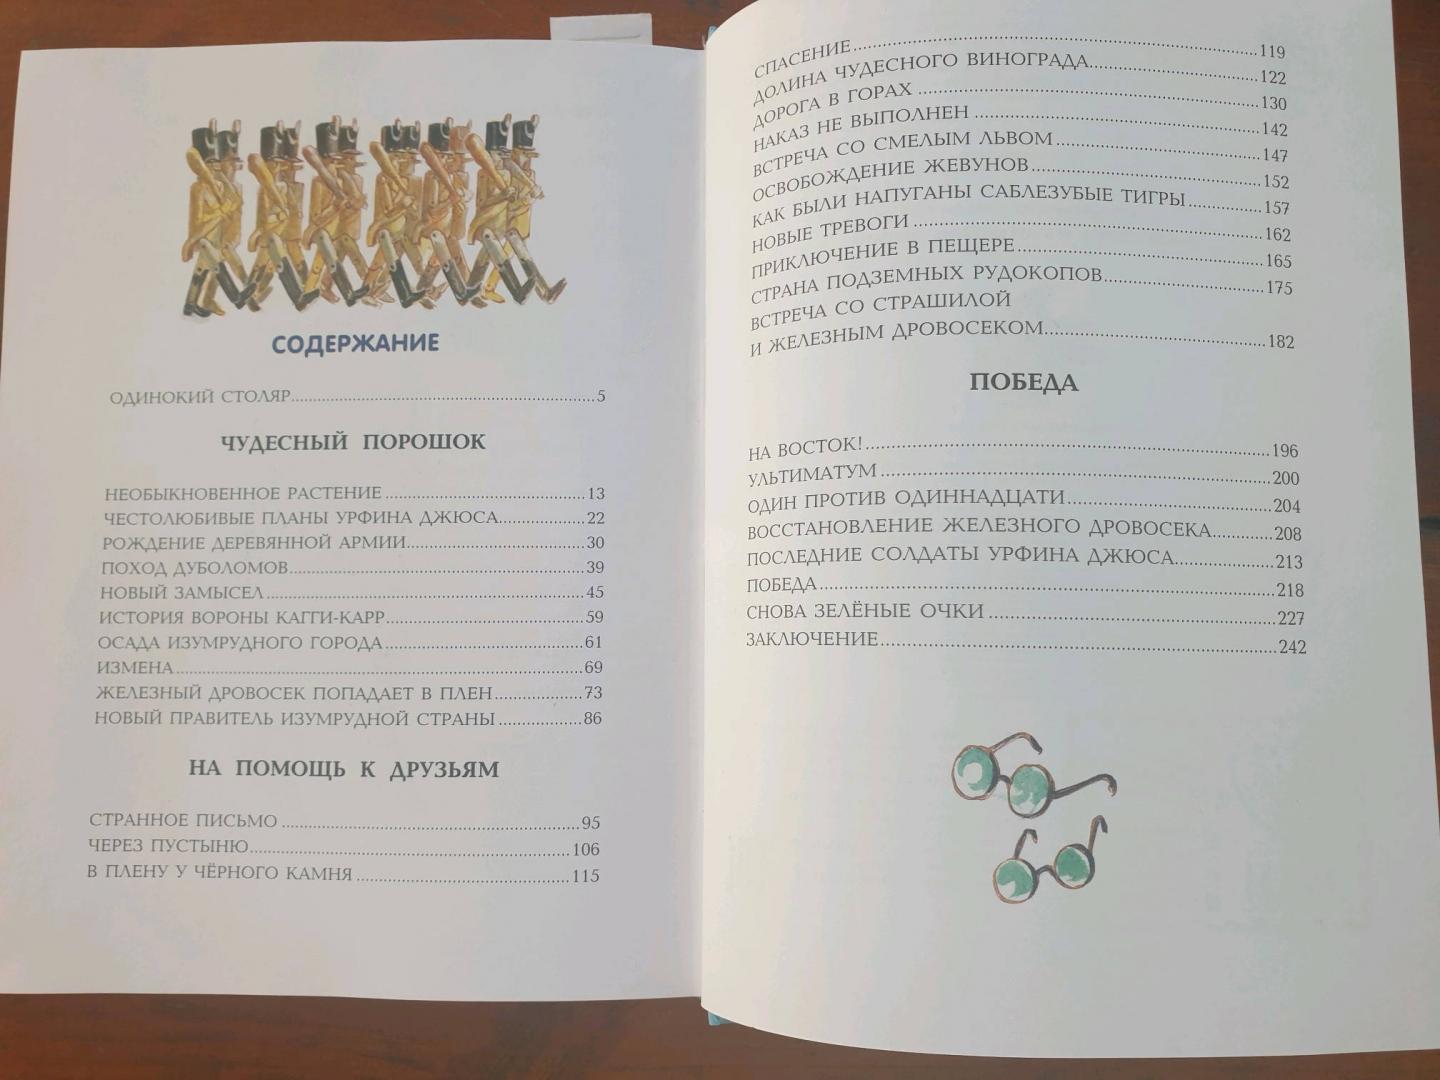 СОДЕРЖАНИЕ
ОДИНОКИЙ СТОЛЯР 5
ЧУДЕСНЫЙ ПОРОШОК
НЕОБЫКНОВЕННОЕ РАСТЕНИЕ 13
ЧЕСТОЛЮБИВЫЕ ПЛАНЫ УРФИНА ДЖЮСА 22
РОЖДЕНИЕ ДЕРЕВЯННОЙ АРМИИ 30
ПОХОД ДУБОЛОМОВ 39
НОВЫЙ ЗАМЫСЕЛ 45
ИСТОРИЯ ВОРОНЫ КАГГИ-КАРР 59
ОСАДА ИЗУМРУДНОГО ГОРОДА 61
ИЗМЕНА 69
ЖЕЛЕЗНЫЙ ДРОВОСЕК ПОПАДАЕТ В ПЛЕН 73
НОВЫЙ ПРАВИТЕЛЬ ИЗУМРУДНОЙ СТРАНЫ 86
НА ПОМОЩЬ К ДРУЗЬЯМ
СТРАННОЕ ПИСЬМО 95
ЧЕРЕЗ ПУСТЫНЮ 106
В ПЛЕНУ У ЧЁРНОГО КАМНЯ 115
СПАСЕНИЕ 119
ДОЛИНА ЧУДЕСНОГО ВИНОГРАДА 122
ДОРОГА В ГОРАХ 130
НАКАЗ НЕ ВЫПОЛНЕН 142
ВСТРЕЧА СО СМЕЛЫМ ЛЬВОМ 147
ОСВОБОЖДЕНИЕ ЖЕВУНОВ 152
КАК БЫЛИ НАПУГАНЫ САБЛЕЗУБЫЕ ТИГРЫ 157
НОВЫЕ ТРЕВОГИ 162
ПРИКЛЮЧЕНИЕ В ПЕЩЕРЕ 165
СТРАНА ПОДЗЕМНЫХ РУДОКОПОВ 175
ВСТРЕЧА СО СТРАШИЛОЙ
И ЖЕЛЕЗНЫМ ДРОВОСЕКОМ 182
ПОБЕДА
НА ВОСТОК! 196
УЛЬТИМАТУМ 200
ОДИН ПРОТИВ ОДИННАДЦАТИ 204
ВОССТАНОВЛЕНИЕ ЖЕЛЕЗНОГО ДРОВОСЕКА 208
ПОСЛЕДНИЕ СОЛДАТЫ УРФИНА ДЖЮСА 213
ПОБЕДА 218
СНОВА ЗЕЛЁНЫЕ ОЧКИ 227
ЗАКЛЮЧЕНИЕ 242